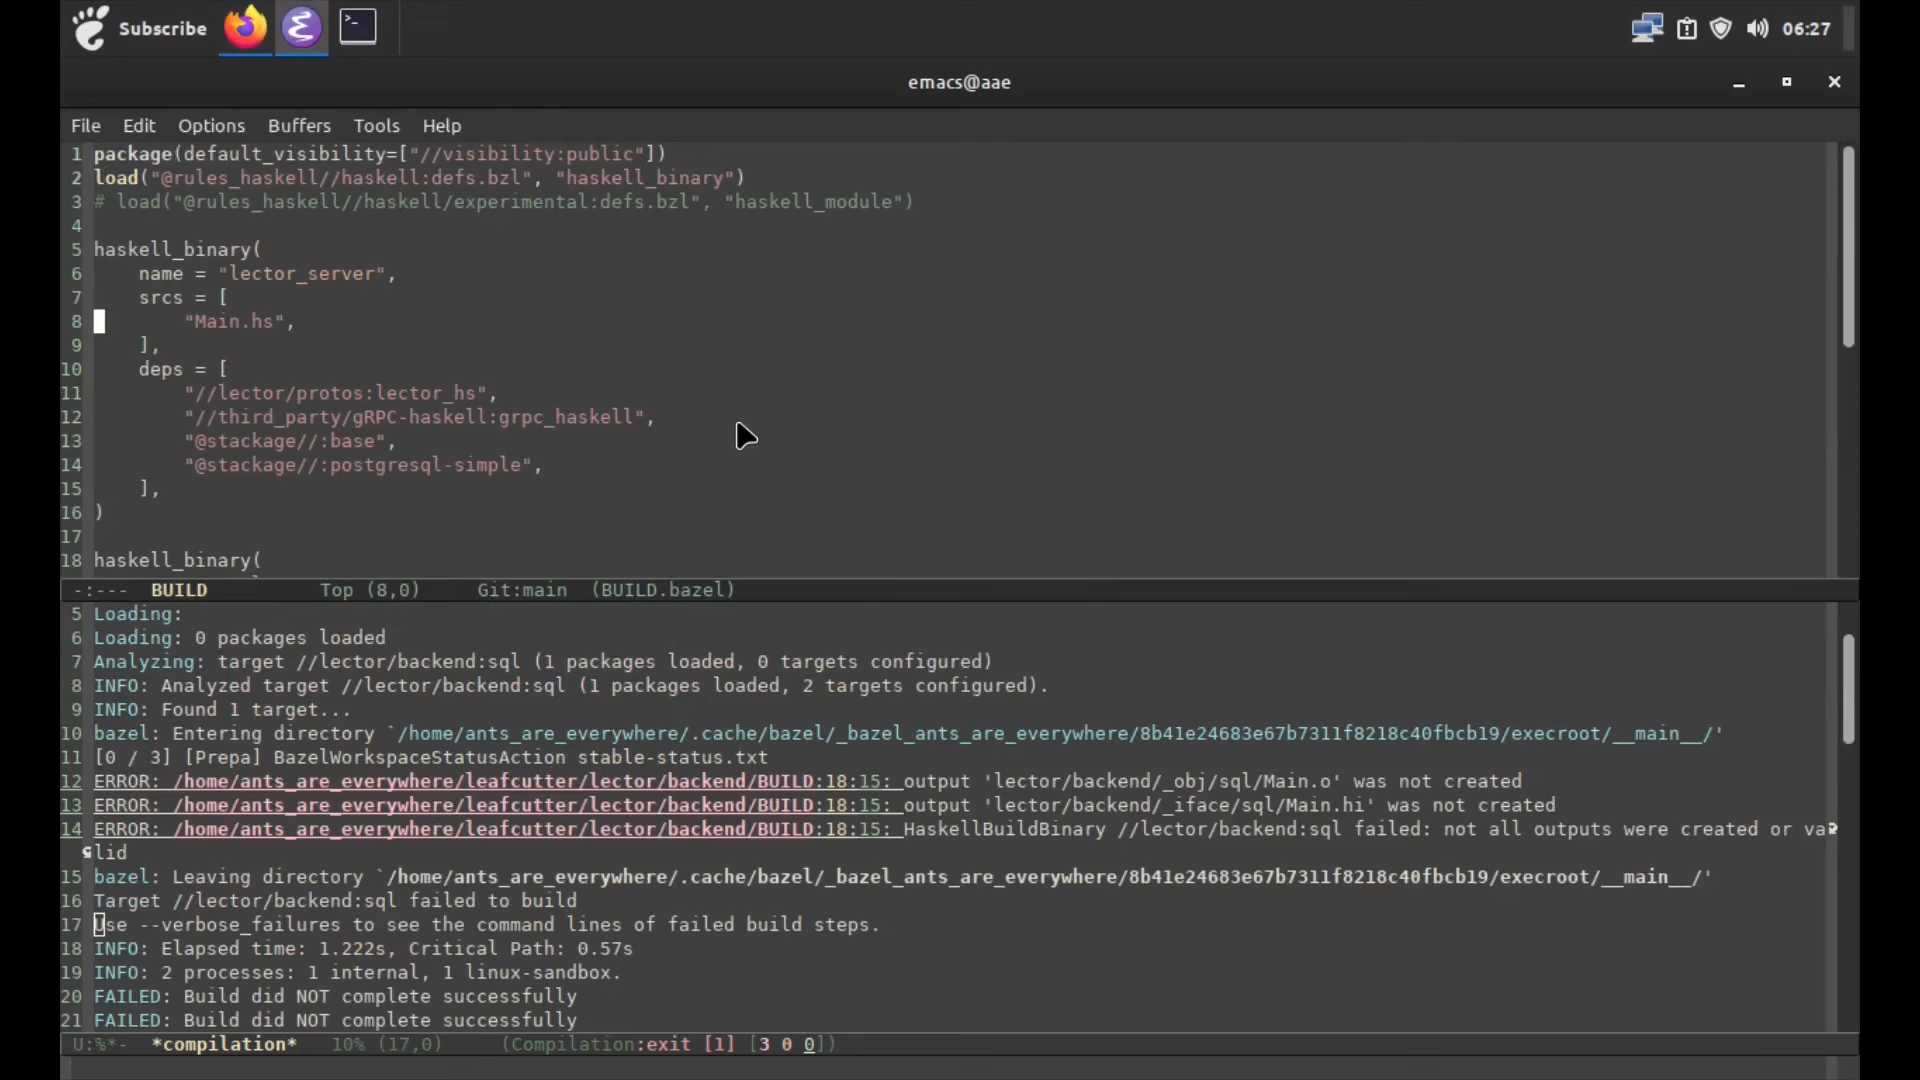 Subscribe
06:27
emacs@aae
File Edit Options Buffers Tools Help
1 package(default_visibility=["//visibility:public"])
2 load("@rules_haskell//haskell:defs.bzl", "haskell_binary")
3 # load("@rules_haskell//haskell/experimental:defs.bzl", "haskell_module")
4
5 haskell_binary(
6     name = "lector_server",
7     srcs = [
8         "Main.hs",
9     ],
10     deps = [
11         "//lector/protos:lector_hs",
12         "//third_party/gRPC-haskell:grpc_haskell",
13         "@stackage//:base",
14         "@stackage//:postgresql-simple",
15     ],
16 )
17
18 haskell_binary(
-:--- BUILD Top (8,0) Git:main (BUILD.bazel)
5 Loading:
6 Loading: 0 packages loaded
7 Analyzing: target //lector/backend:sql (1 packages loaded, 0 targets configured)
8 INFO: Analyzed target //lector/backend:sql (1 packages loaded, 2 targets configured).
9 INFO: Found 1 target...
10 bazel: Entering directory `/home/ants_are_everywhere/.cache/bazel/_bazel_ants_are_everywhere/8b41e24683e67b7311f8218c40fbcb19/execroot/__main__/'
11 [0 / 3] [Prepa] BazelWorkspaceStatusAction stable-status.txt
12 ERROR: /home/ants_are_everywhere/leafcutter/lector/backend/BUILD:18:15: output 'lector/backend/_obj/sql/Main.o' was not created
13 ERROR: /home/ants_are_everywhere/leafcutter/lector/backend/BUILD:18:15: output 'lector/backend/_iface/sql/Main.hi' was not created
14 ERROR: /home/ants_are_everywhere/leafcutter/lector/backend/BUILD:18:15: HaskellBuildBinary //lector/backend:sql failed: not all outputs were created or va
lid
15 bazel: Leaving directory `/home/ants_are_everywhere/.cache/bazel/_bazel_ants_are_everywhere/8b41e24683e67b7311f8218c40fbcb19/execroot/__main__/'
16 Target //lector/backend:sql failed to build
17 Use --verbose_failures to see the command lines of failed build steps.
18 INFO: Elapsed time: 1.222s, Critical Path: 0.57s
19 INFO: 2 processes: 1 internal, 1 linux-sandbox.
20 FAILED: Build did NOT complete successfully
21 FAILED: Build did NOT complete successfully
U:%*- *compilation* 10% (17,0) (Compilation:exit [1] [3 0 0])